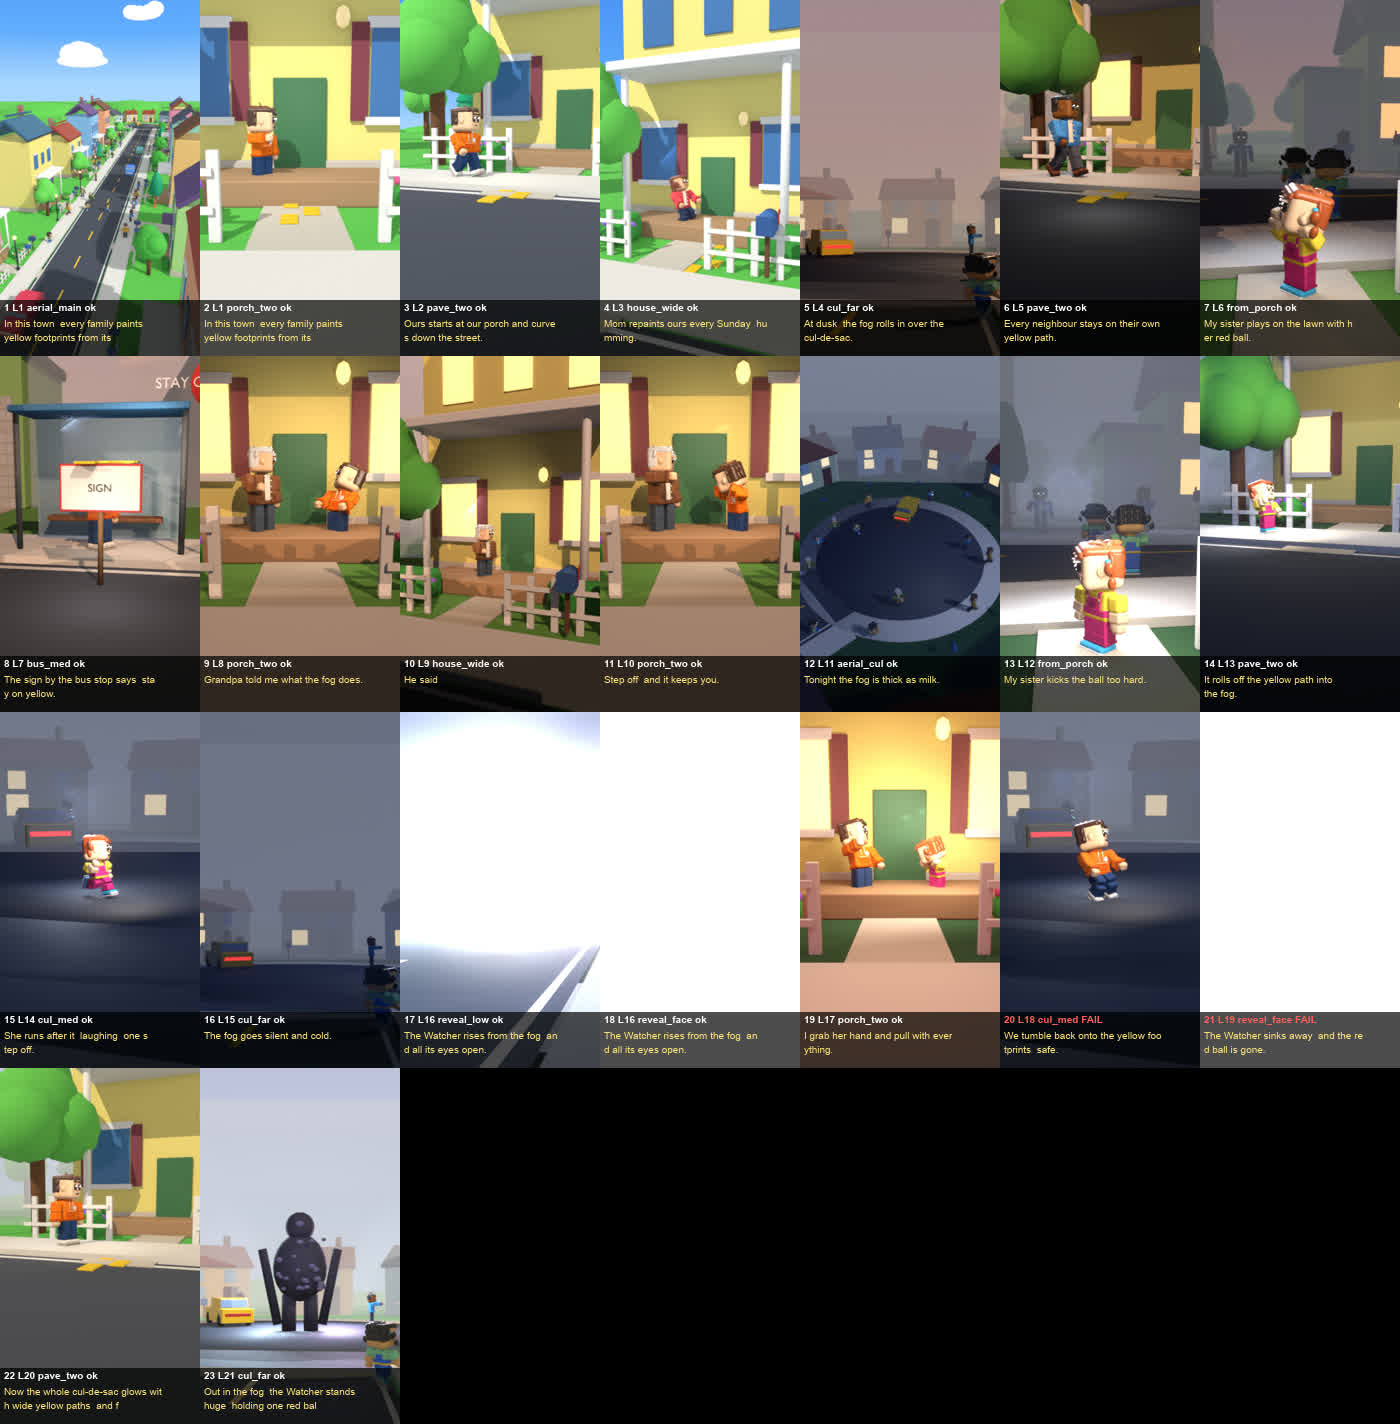 1 L1 aerial_main ok
In this town every family paints
yellow footprints from its
2 L1 porch_two ok
In this town every family paints
yellow footprints from its
3 L2 pave_two ok
Ours starts at our porch and curve
s down the street.
4 L3 house_wide ok
Mom repaints ours every Sunday hu
mming.
5 L4 cul_far ok
At dusk the fog rolls in over the
cul-de-sac.
6 L5 pave_two ok
Every neighbour stays on their own
yellow path.
7 L6 from_porch ok
My sister plays on the lawn with h
er red ball.
STAY
SIGN
8 L7 bus_med ok
The sign by the bus stop says sta
y on yellow.
9 L8 porch_two ok
Grandpa told me what the fog does.
10 L9 house_wide ok
He said
11 L10 porch_two ok
Step off and it keeps you.
12 L11 aerial_cul ok
Tonight the fog is thick as milk.
13 L12 from_porch ok
My sister kicks the ball too hard.
14 L13 pave_two ok
It rolls off the yellow path into
the fog.
15 L14 cul_med ok
She runs after it laughing one s
tep off.
16 L15 cul_far ok
The fog goes silent and cold.
17 L16 reveal_low ok
The Watcher rises from the fog an
d all its eyes open.
18 L16 reveal_face ok
The Watcher rises from the fog an
d all its eyes open.
19 L17 porch_two ok
I grab her hand and pull with ever
ything.
20 L18 cul_med FAIL
We tumble back onto the yellow foo
tprints safe.
21 L19 reveal_face FAIL
The Watcher sinks away and the re
d ball is gone.
22 L20 pave_two ok
Now the whole cul-de-sac glows wit
h wide yellow paths and f
23 L21 cul_far ok
Out in the fog the Watcher stands
huge holding one red bal